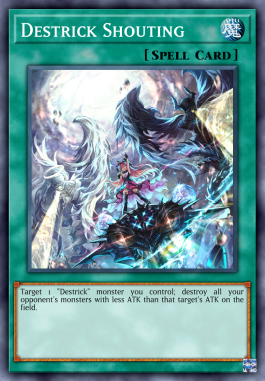 Destrick Shouting
魔
[Spell Card]
Target 1 "Destrick" monster you control; destroy all your
opponent's monsters with less ATK than that target's ATK on the
field.